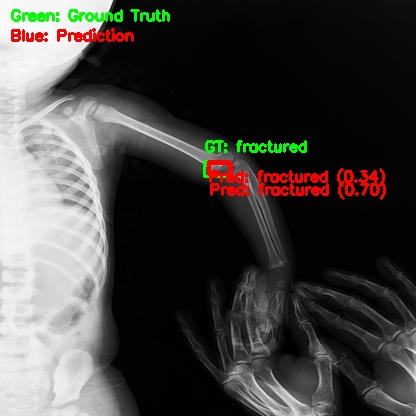 Green: Ground Truth
Blue: Prediction
GT: fractured
Pred: fractured (0.34)
Pred: fractured (0.70)